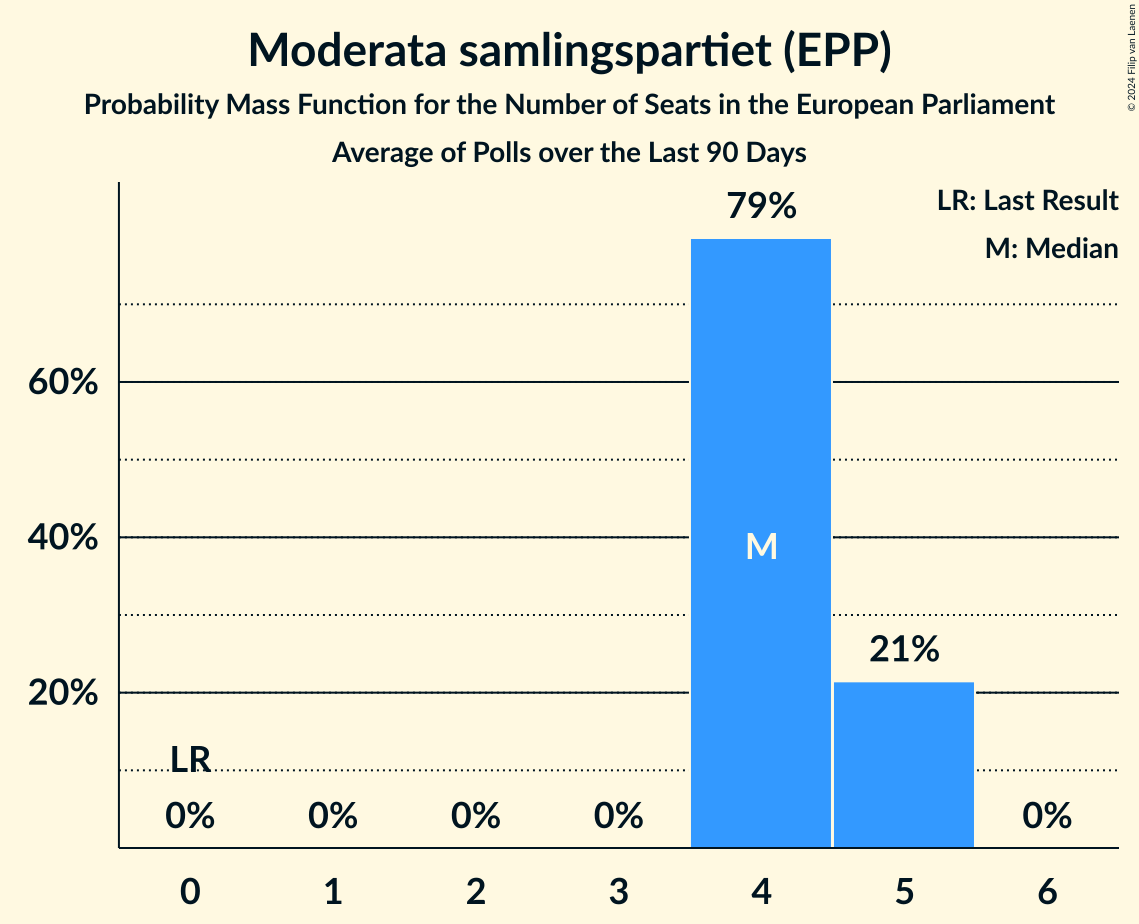 Moderata samlingspartiet (EPP)
Probability Mass Function for the Number of Seats in the European Parliament
Average of Polls over the Last 90 Days
© 2024 Filip van Laenen
LR: Last Result
M: Median
79%
60%
40%
M
21%
20%
LR
0% 0% 0% 0% 0%
0 1 2 3 4 5 6